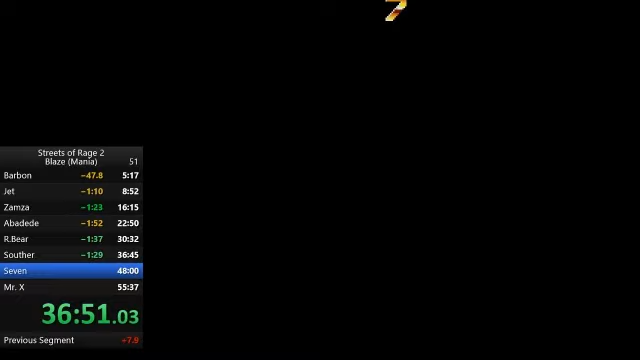 7
Streets of Rage 2
Blaze (Mania) 51
Barbon −47.8 5:17
Jet −1:10 8:52
Zamza −1:23 16:15
Abadede −1:52 22:50
R.Bear −1:37 30:32
Souther −1:29 36:45
Seven 48:00
Mr. X 55:37
36:51.03
Previous Segment +7.9